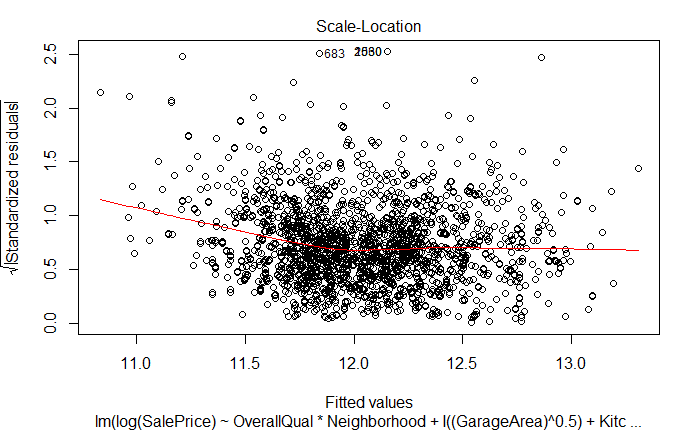 Scale-Location
√|Standardized residuals|
2.5
2.0
1.5
1.0
0.5
0.0
683
11.0 11.5 12.0 12.5 13.0
Fitted values
lm(log(SalePrice) ~ OverallQual * Neighborhood + I((GarageArea)^0.5) + Kitc ...